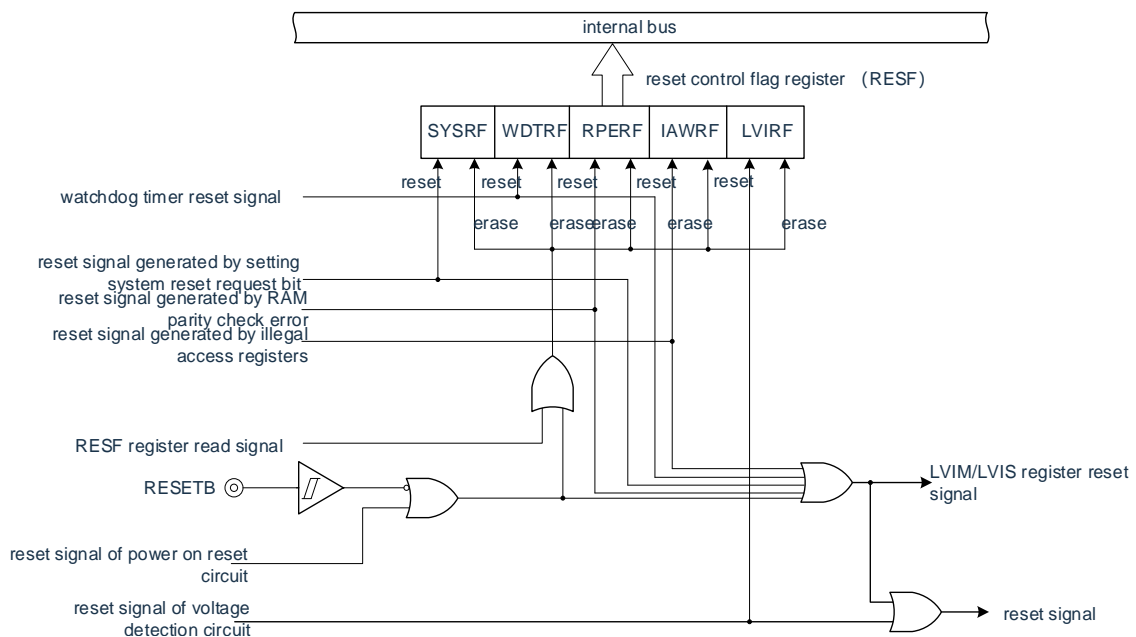 internal bus
reset control flag register （RESF）
SYSRF WDTRF RPERF IAWRF LVIRF
reset reset reset reset reset
watchdog timer reset signal
erase erase erase erase erase
reset signal generated by setting
system reset request bit
reset signal generated by RAM
parity check error
reset signal generated by illegal
access registers
RESF register read signal
LVIM/LVIS register reset
signal
RESETB
reset signal of power on reset
circuit
reset signal of voltage
detection circuit
reset signal